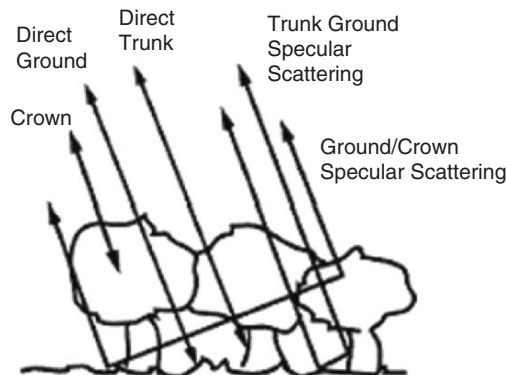 Direct
Ground
Direct
Trunk
Trunk Ground
Specular
Scattering
Crown
Ground/Crown
Specular Scattering